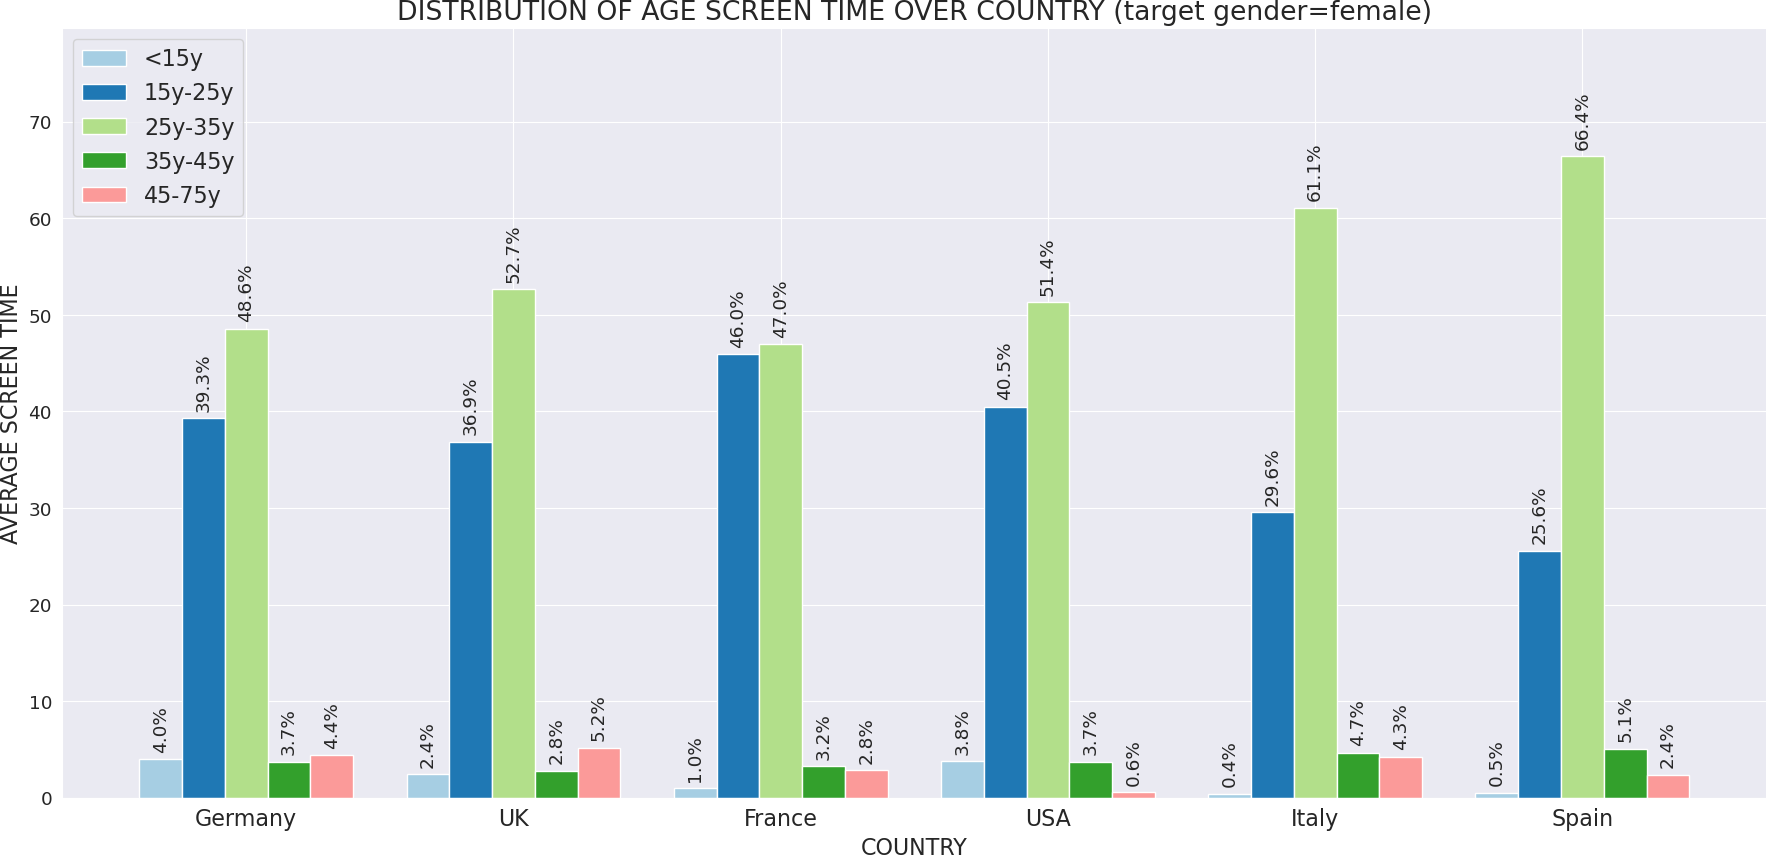 DISTRIBUTION OF AGE SCREEN TIME OVER COUNTRY (target gender=female)
<15y
15y-25y
25y-35y
35y-45y
45-75y
AVERAGE SCREEN TIME
70
60
50
40
30
20
10
0
4.0%
39.3%
48.6%
3.7%
4.4%
2.4%
36.9%
52.7%
2.8%
5.2%
1.0%
46.0%
47.0%
3.2%
2.8%
3.8%
40.5%
51.4%
3.7%
0.6%
0.4%
29.6%
61.1%
4.7%
4.3%
0.5%
25.6%
66.4%
5.1%
2.4%
Germany
UK
France
USA
Italy
Spain
COUNTRY